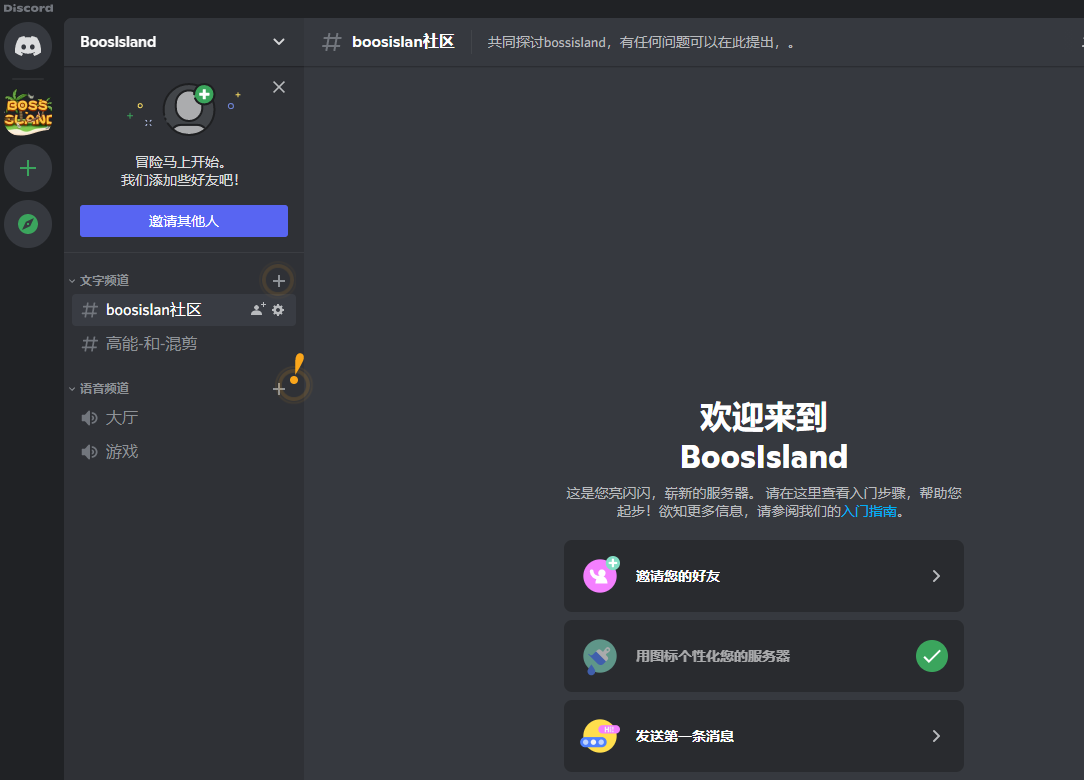 Discord
BoosIsland
boosislan社区
共同探讨bossisland，有任何问题可以在此提出，。
BOSS
ISLAND
冒险马上开始。
我们添加些好友吧！
邀请其他人
文字频道
boosislan社区
高能-和-混剪
语音频道
大厅
游戏
欢迎来到
BoosIsland
这是您亮闪闪，崭新的服务器。 请在这里查看入门步骤，帮助您
起步！欲知更多信息，请参阅我们的入门指南。
邀请您的好友
用图标个性化您的服务器
Hi!
发送第一条消息